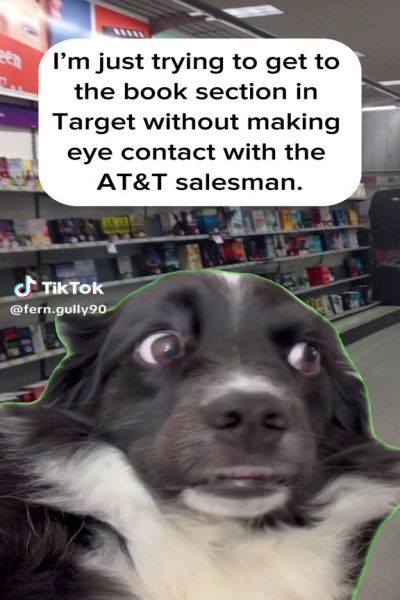 een
I'm just trying to get to
the book section in
Target without making
eye contact with the
AT&T salesman.
TikTok
@fern.gully90